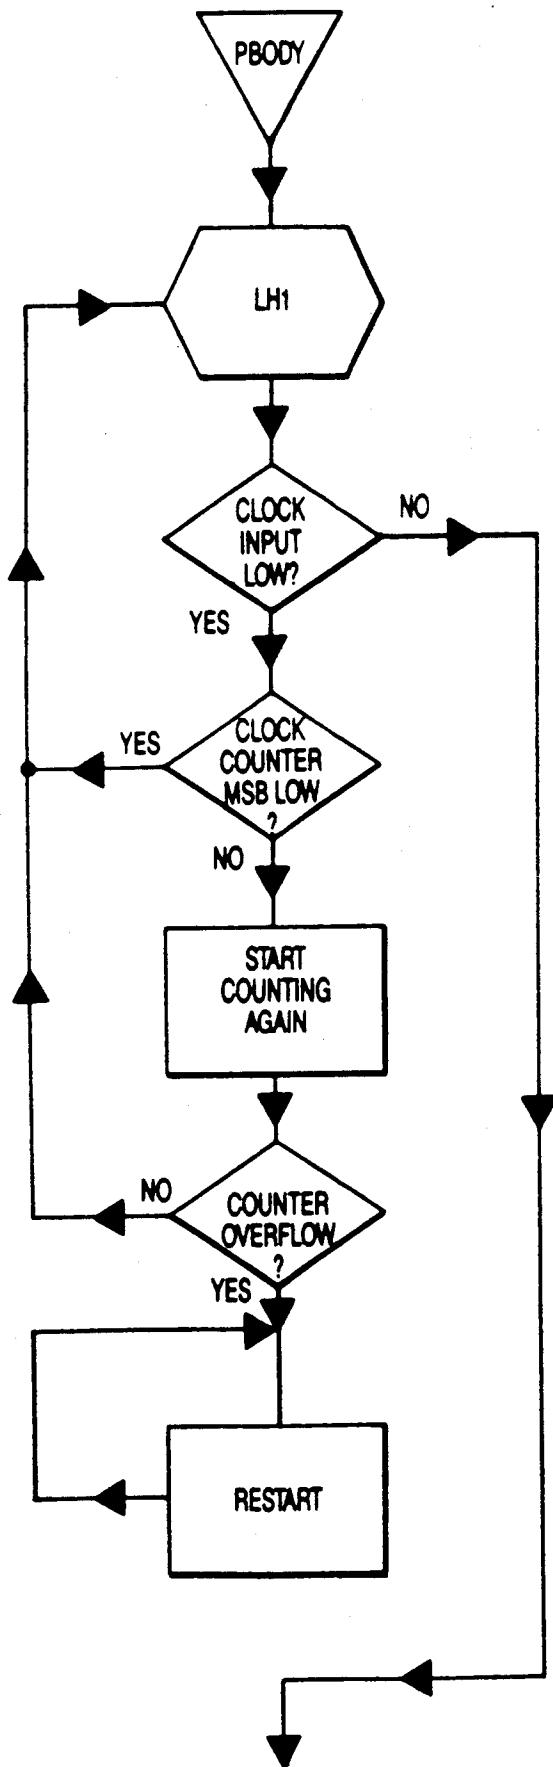 PBODY
LH1
CLOCK
INPUT
LOW?
NO
YES
CLOCK
COUNTER
MSB LOW
?
YES
NO
START
COUNTING
AGAIN
COUNTER
OVERFLOW
?
NO
YES
RESTART